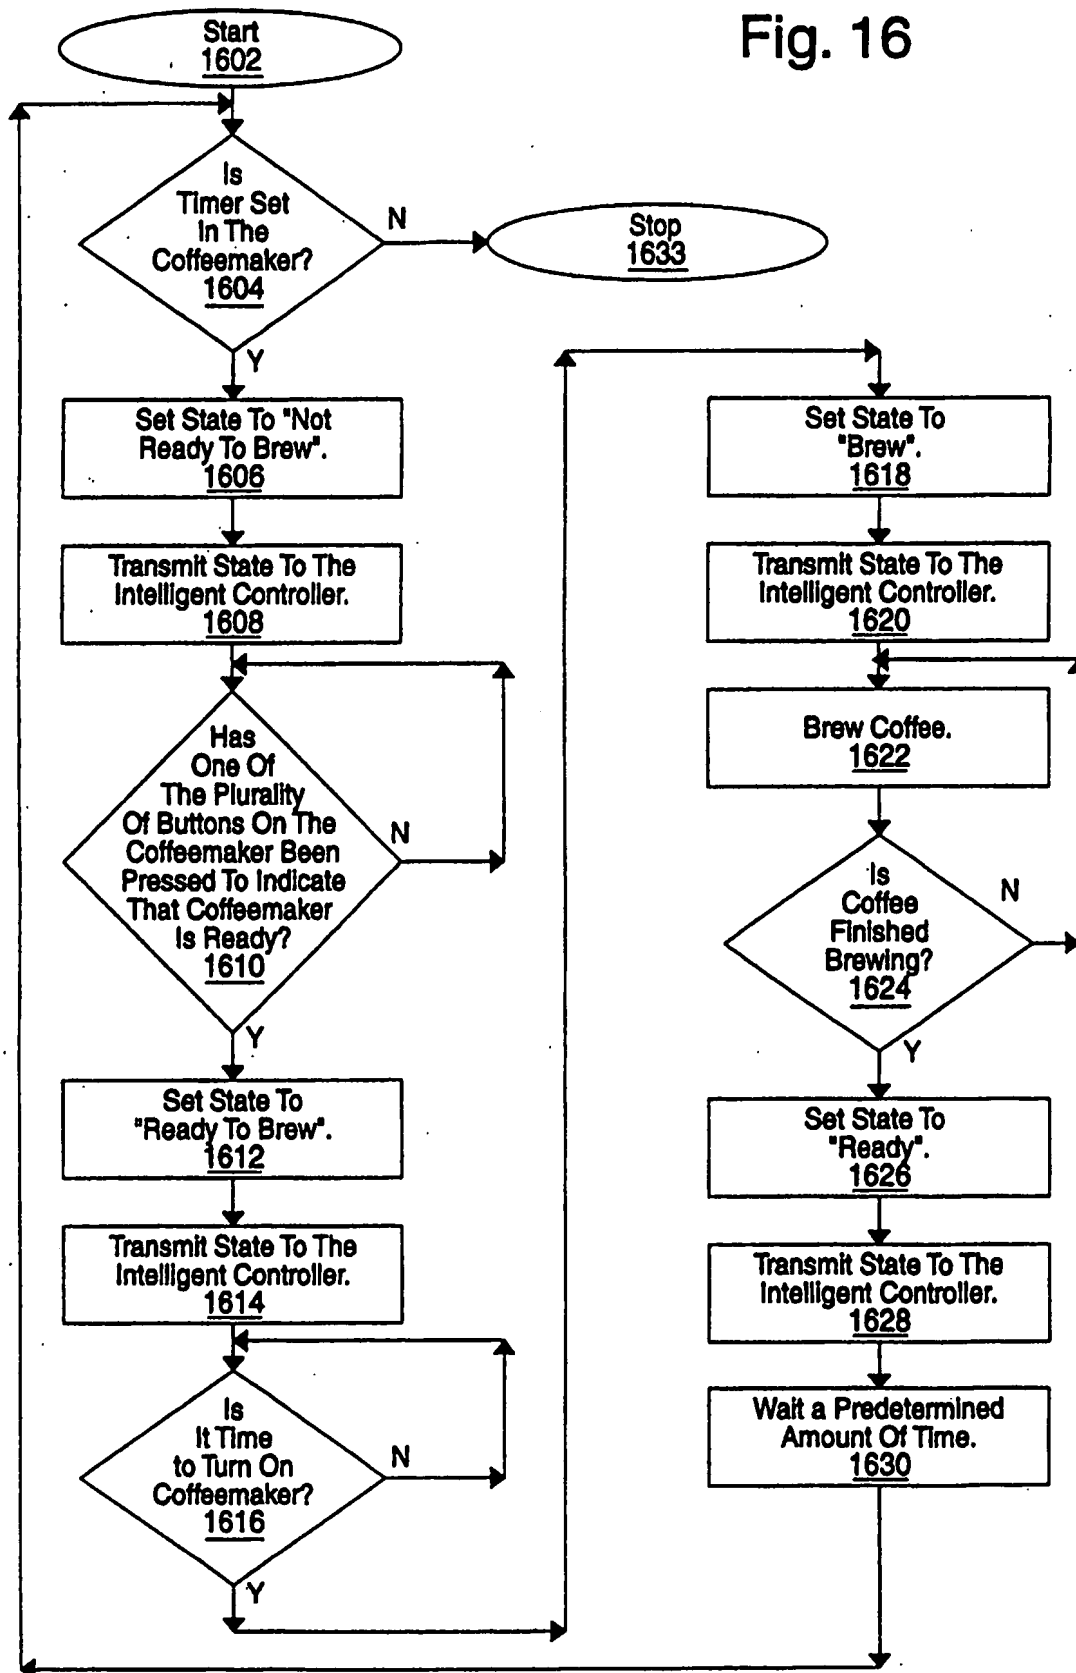 Fig. 16
Start
1602
Is
Timer Set
In The
Coffeemaker?
1604
N
Y
Stop
1633
Set State To "Not
Ready To Brew".
1606
Transmit State To The
Intelligent Controller.
1608
Has
One Of
The Plurality
Of Buttons On The
Coffeemaker Been
Pressed To Indicate
That Coffeemaker
Is Ready?
1610
N
Y
Set State To
"Ready To Brew".
1612
Transmit State To The
Intelligent Controller.
1614
Is
It Time
to Turn On
Coffeemaker?
1616
N
Y
Set State To
"Brew".
1618
Transmit State To The
Intelligent Controller.
1620
Brew Coffee.
1622
Is
Coffee
Finished
Brewing?
1624
N
Y
Set State To
"Ready".
1626
Transmit State To The
Intelligent Controller.
1628
Wait a Predetermined
Amount Of Time.
1630